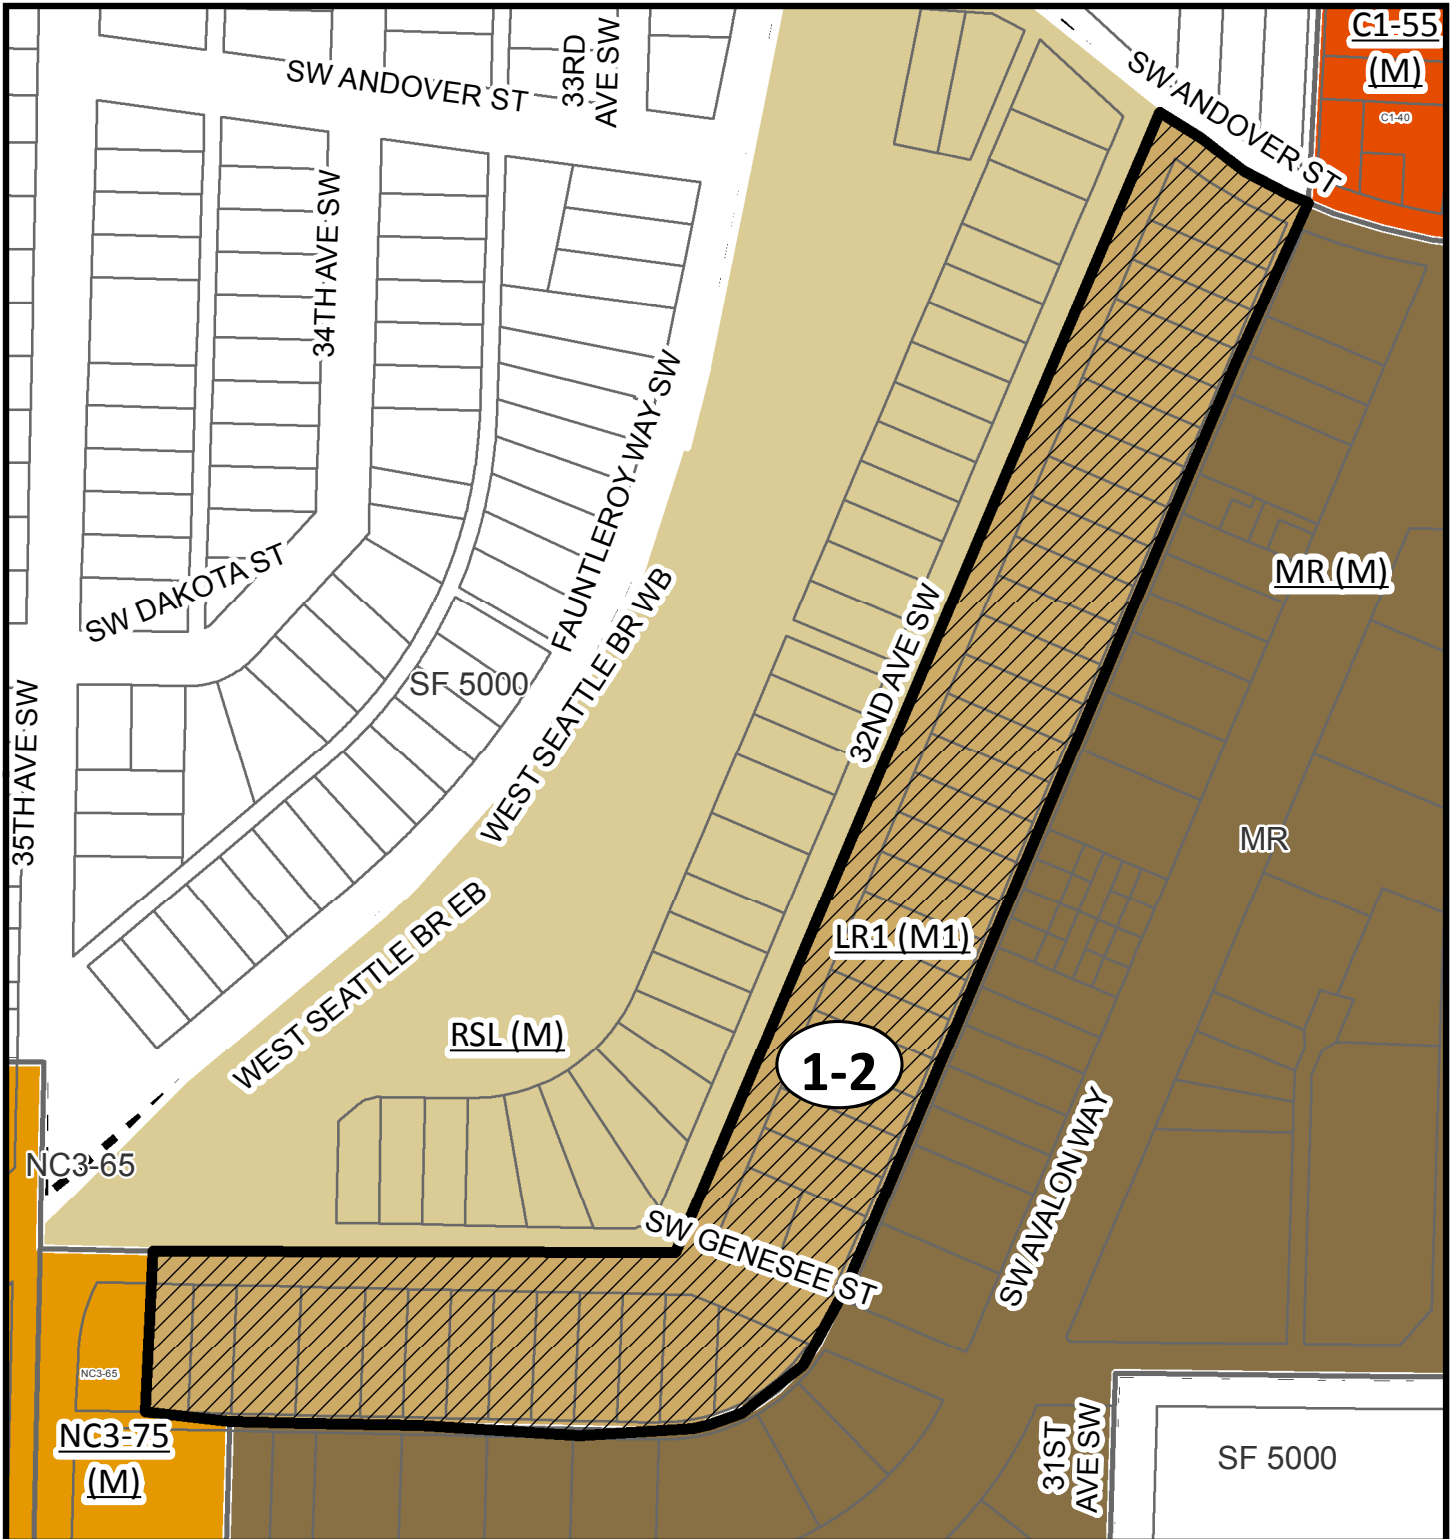 C1-55
(M)
C1-40
SW ANDOVER ST
33RD
AVE SW
SW ANDOVER ST
34TH AVE SW
FAUNTLEROY WAY SW
SW DAKOTA ST
MR (M)
WEST SEATTLE BR WB
32ND AVE SW
SF 5000
35TH AVE SW
MR
WEST SEATTLE BR EB
LR1 (M1)
RSL (M)
1-2
NC3-65
SW AVALON WAY
SW GENESEE ST
NC3-65
NC3-75
(M)
31ST
AVE SW
SF 5000